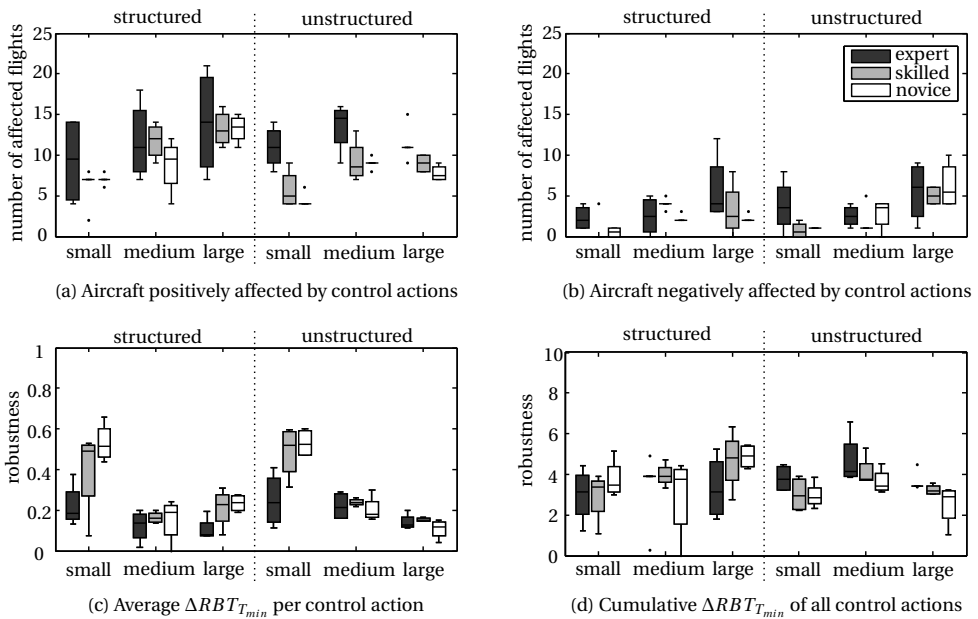 structured unstructured
25
20
15
10
5
0
number of affected flights
small medium large small medium large
(a) Aircraft positively affected by control actions
structured unstructured
25
20
15
10
5
0
number of affected flights
expert
skilled
novice
small medium large small medium large
(b) Aircraft negatively affected by control actions
structured unstructured
1
0.8
0.6
0.4
0.2
0
robustness
small medium large small medium large
(c) Average ΔRBT_{T_{min}} per control action
structured unstructured
10
8
6
4
2
0
robustness
small medium large small medium large
(d) Cumulative ΔRBT_{T_{min}} of all control actions